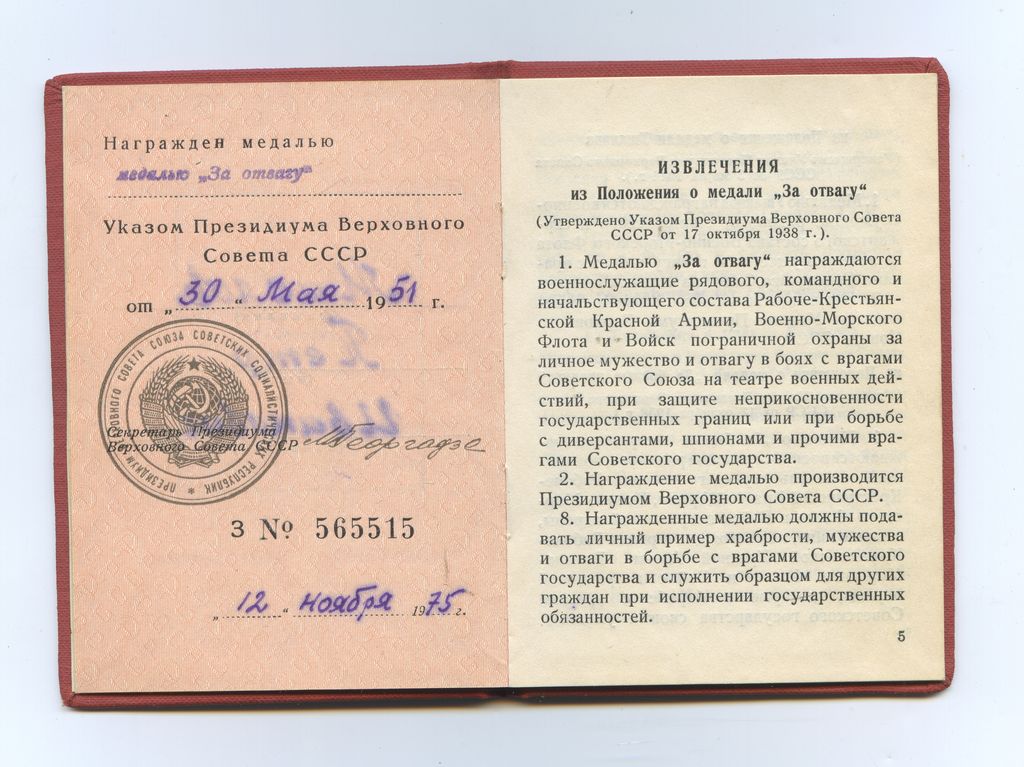 Награжден медалью
медалью „За отвагу“
Указом Президиума Верховного
Совета СССР
от „ 30 “ Мая 1951 г.
ПРЕЗИДИУМ ВЕРХОВНОГО СОВЕТА СОЮЗА СОВЕТСКИХ СОЦИАЛИСТИЧЕСКИХ РЕСПУБЛИК *
Секретарь Президиума
Верховного Совета СССР МГеоргадзе
З № 565515
„ 12 “ ноября 1975 г.
ИЗВЛЕЧЕНИЯ
из Положения о медали „За отвагу“
(Утверждено Указом Президиума Верховного Совета
СССР от 17 октября 1938 г.).
1. Медалью „За отвагу“ награждаются
военнослужащие рядового, командного и
начальствующего состава Рабоче-Крестьян-
ской Красной Армии, Военно-Морского
Флота и Войск пограничной охраны за
личное мужество и отвагу в боях с врагами
Советского Союза на театре военных дей-
ствий, при защите неприкосновенности
государственных границ или при борьбе
с диверсантами, шпионами и прочими вра-
гами Советского государства.
2. Награждение медалью производится
Президиумом Верховного Совета СССР.
8. Награжденные медалью должны пода-
вать личный пример храбрости, мужества
и отваги в борьбе с врагами Советского
государства и служить образцом для других
граждан при исполнении государственных
обязанностей.
5